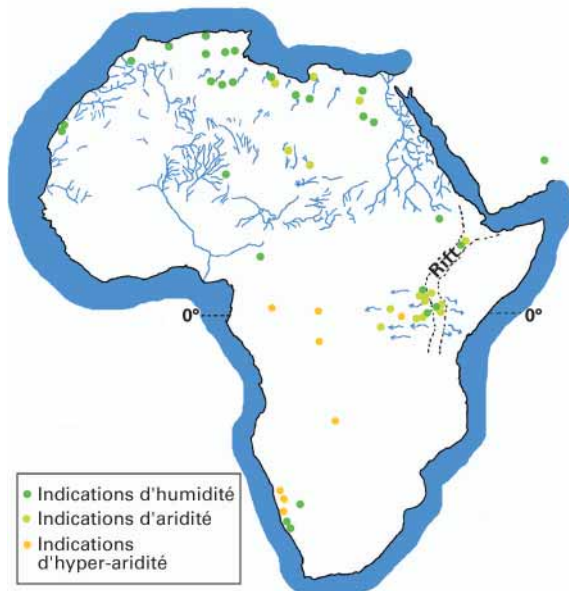 Rift
0°
0°
Indications d'humidité
Indications d'aridité
Indications
d'hyper-aridité